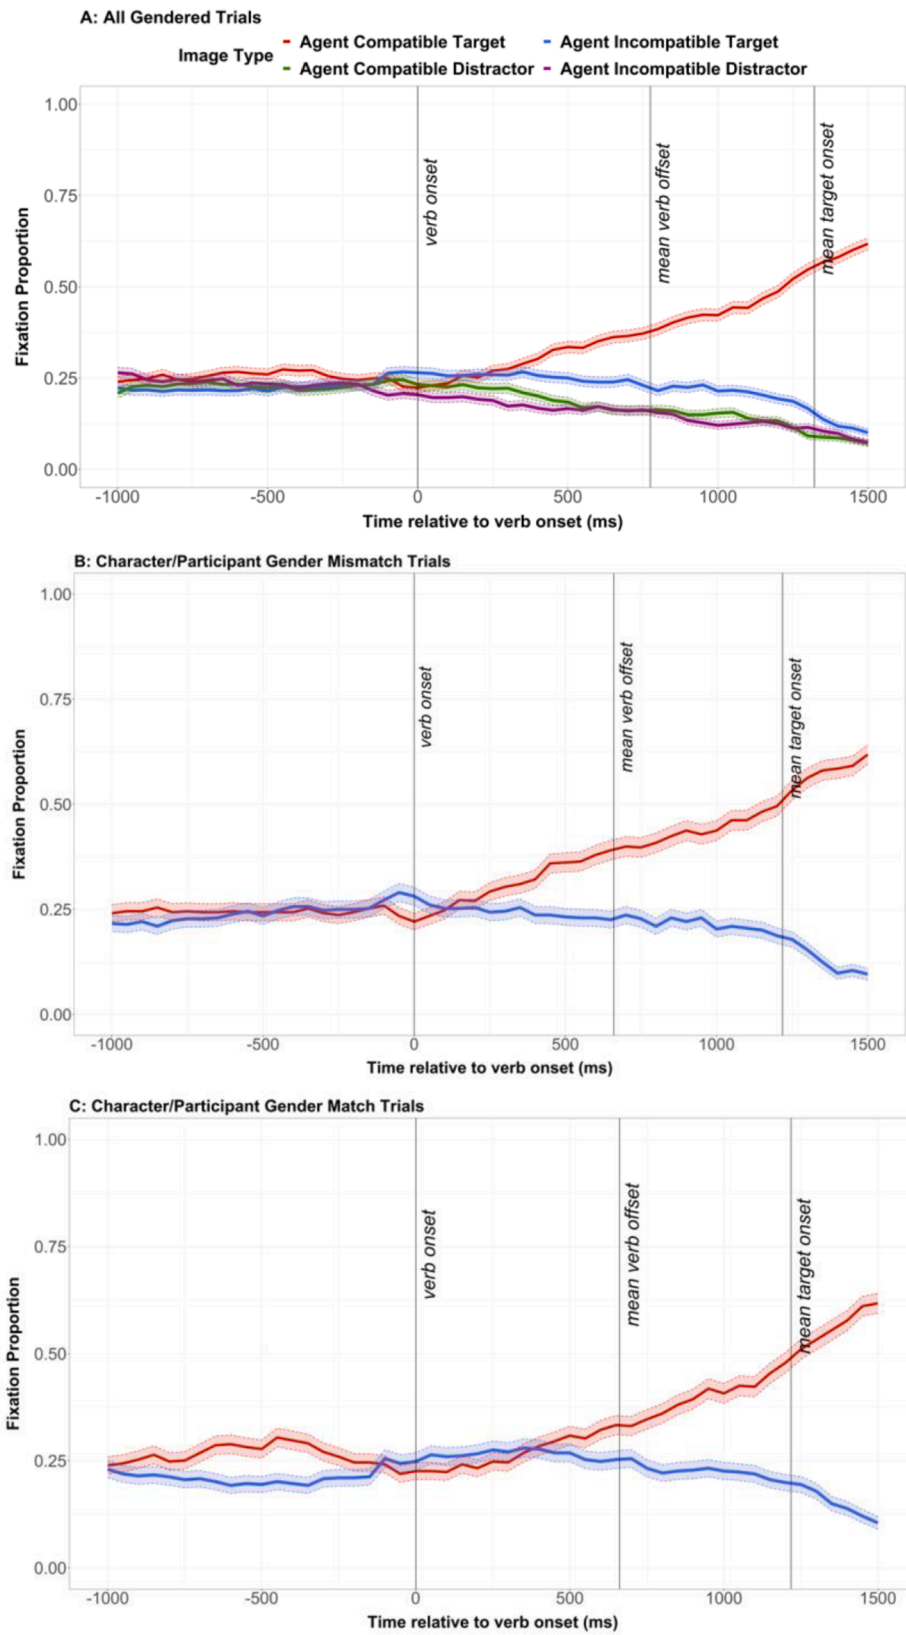 A: All Gendered Trials
Image Type
Agent Compatible Target
Agent Incompatible Target
Agent Compatible Distractor
Agent Incompatible Distractor
1.00
0.75
0.50
0.25
0.00
Fixation Proportion
verb onset
mean verb offset
mean target onset
-1000
-500
0
500
1000
1500
Time relative to verb onset (ms)
B: Character/Participant Gender Mismatch Trials
1.00
0.75
0.50
0.25
0.00
Fixation Proportion
verb onset
mean verb offset
mean target onset
-1000
-500
0
500
1000
1500
Time relative to verb onset (ms)
C: Character/Participant Gender Match Trials
1.00
0.75
0.50
0.25
0.00
Fixation Proportion
verb onset
mean verb offset
mean target onset
-1000
-500
0
500
1000
1500
Time relative to verb onset (ms)